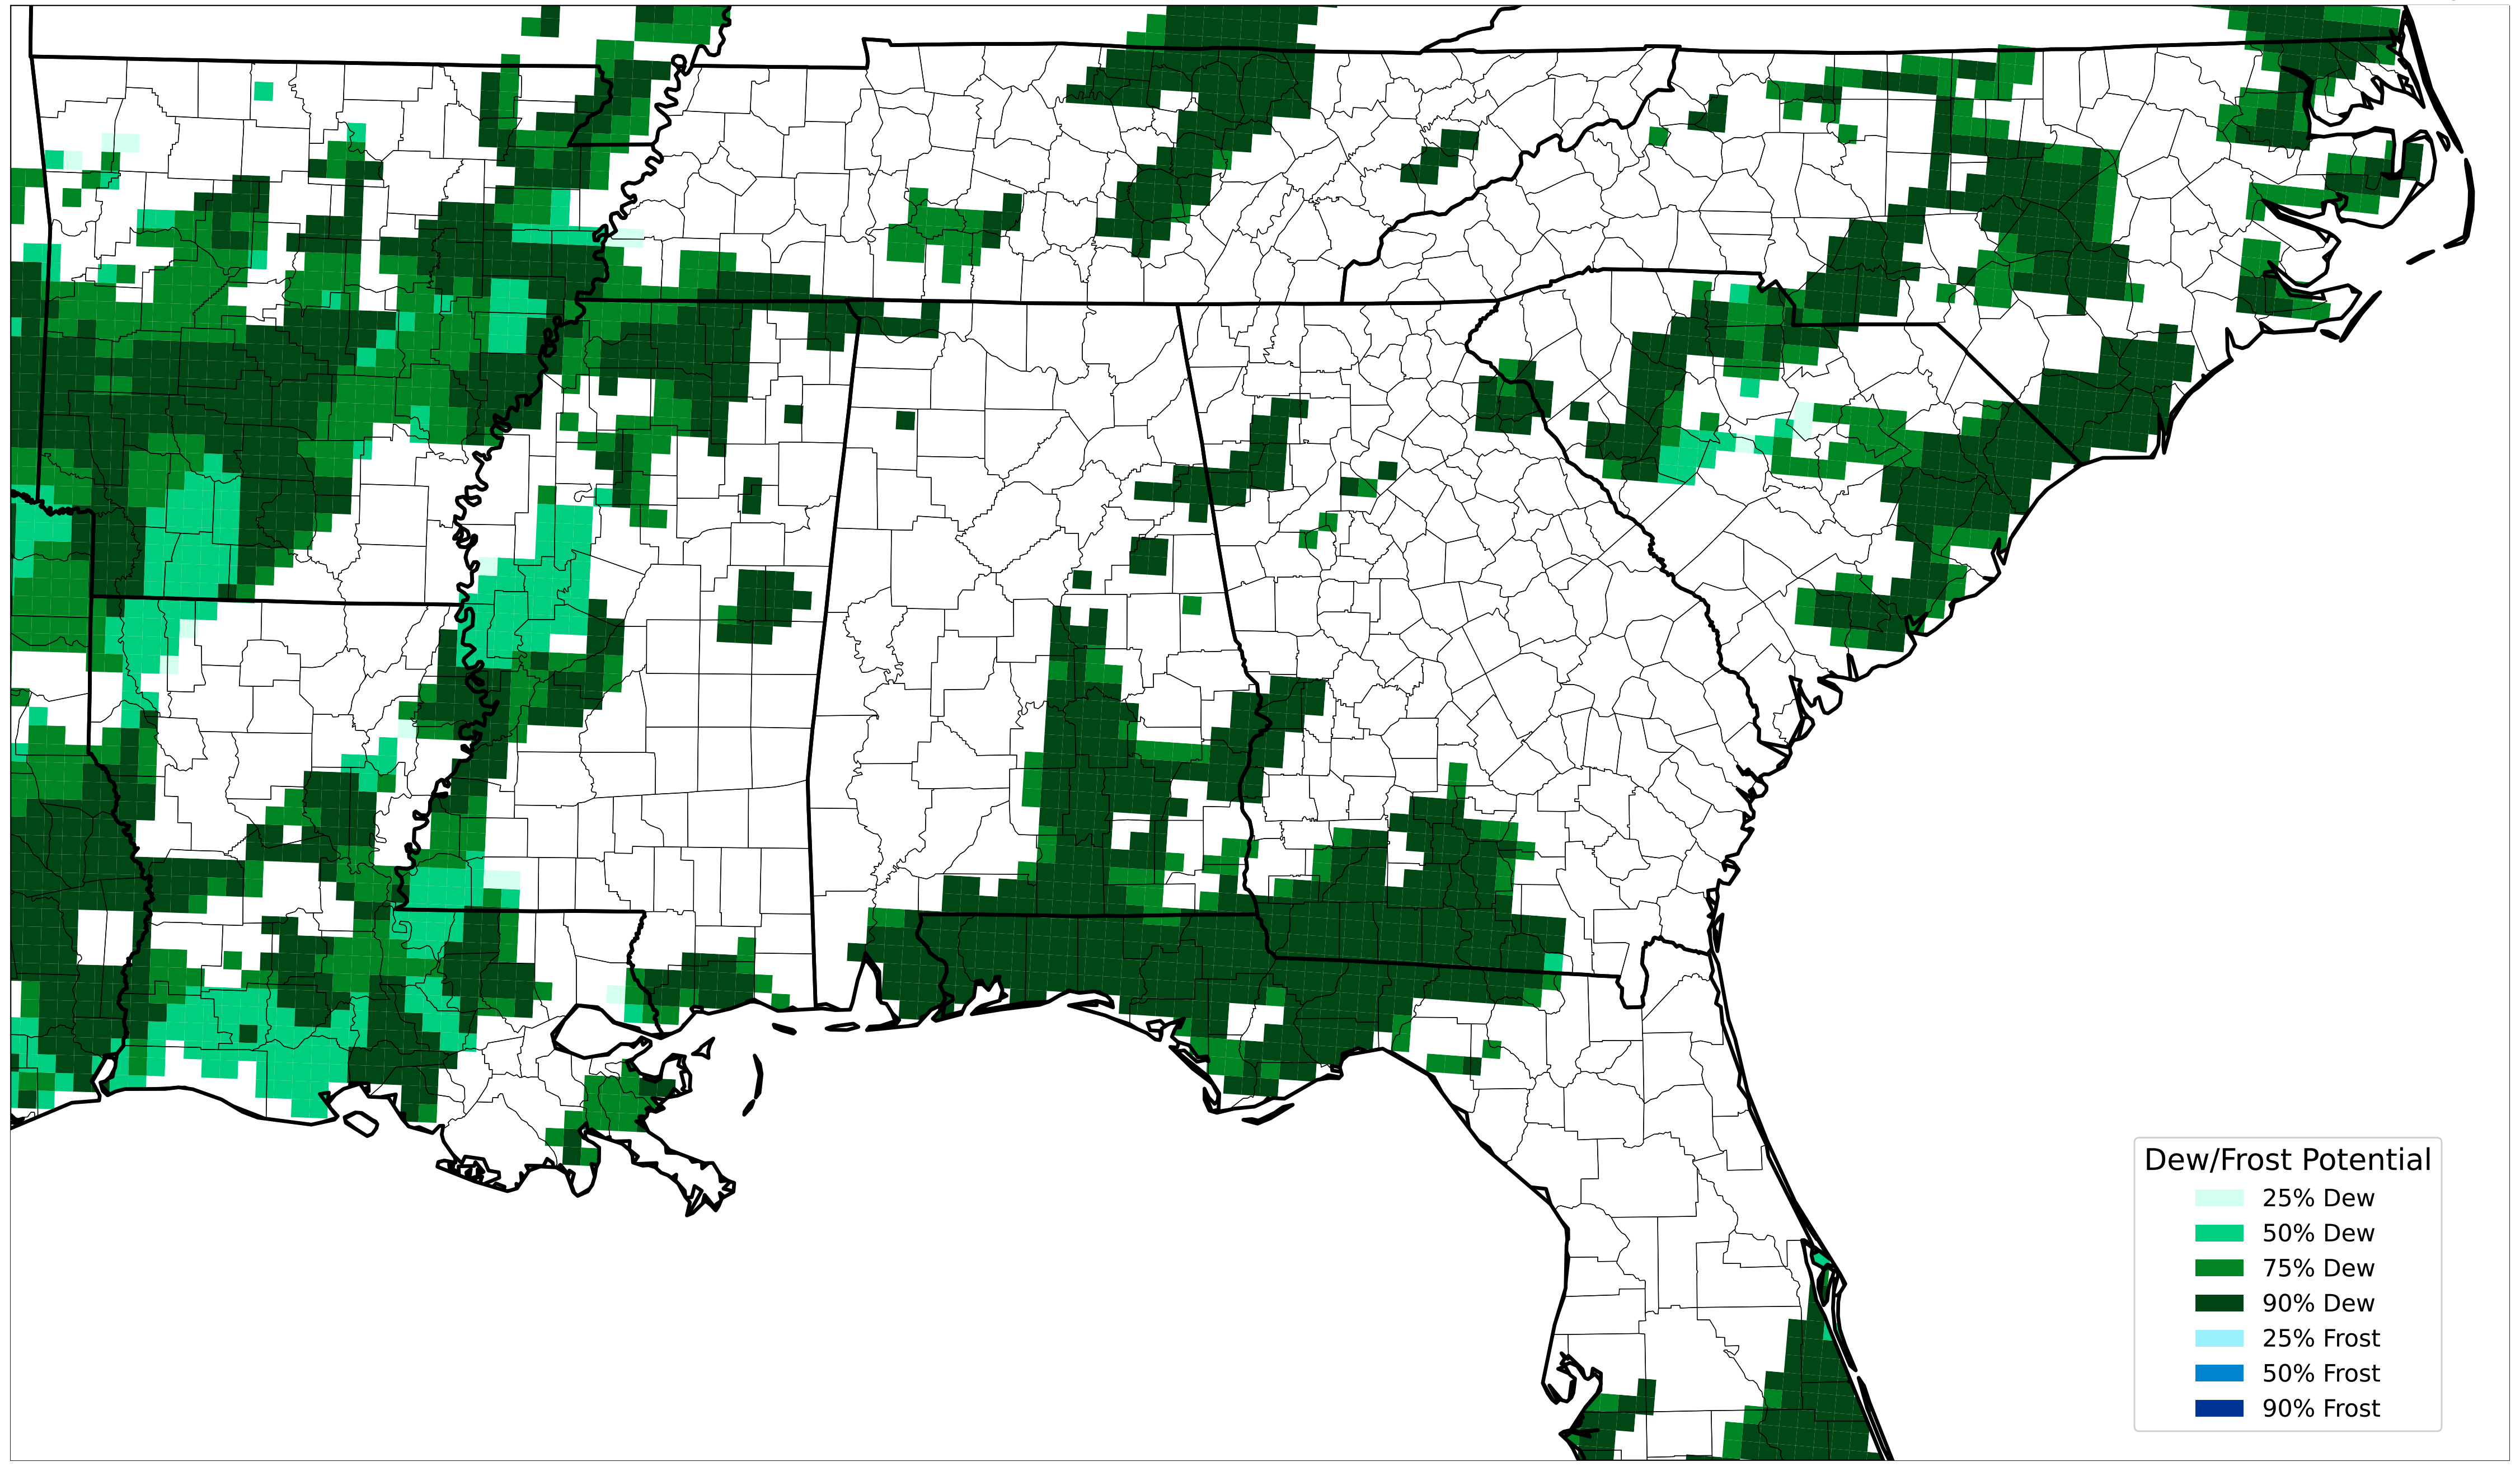 Dew/Frost Potential
25% Dew
50% Dew
75% Dew
90% Dew
25% Frost
50% Frost
90% Frost